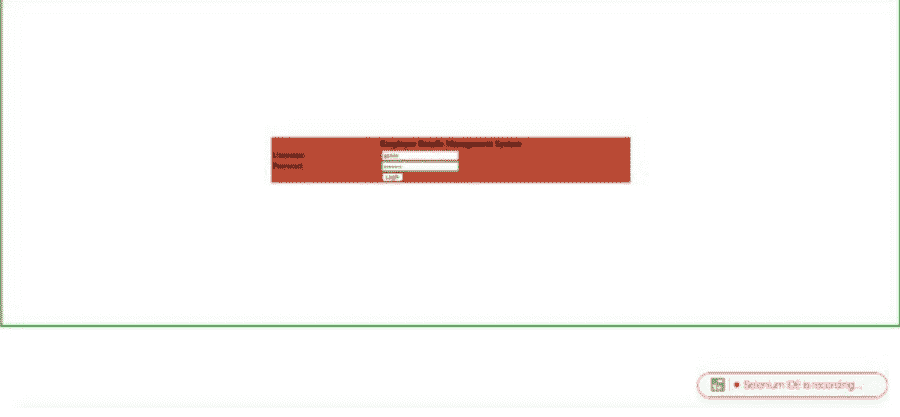 Employee Details Management System
Username
Password
Login
Selenium IDE is recording...